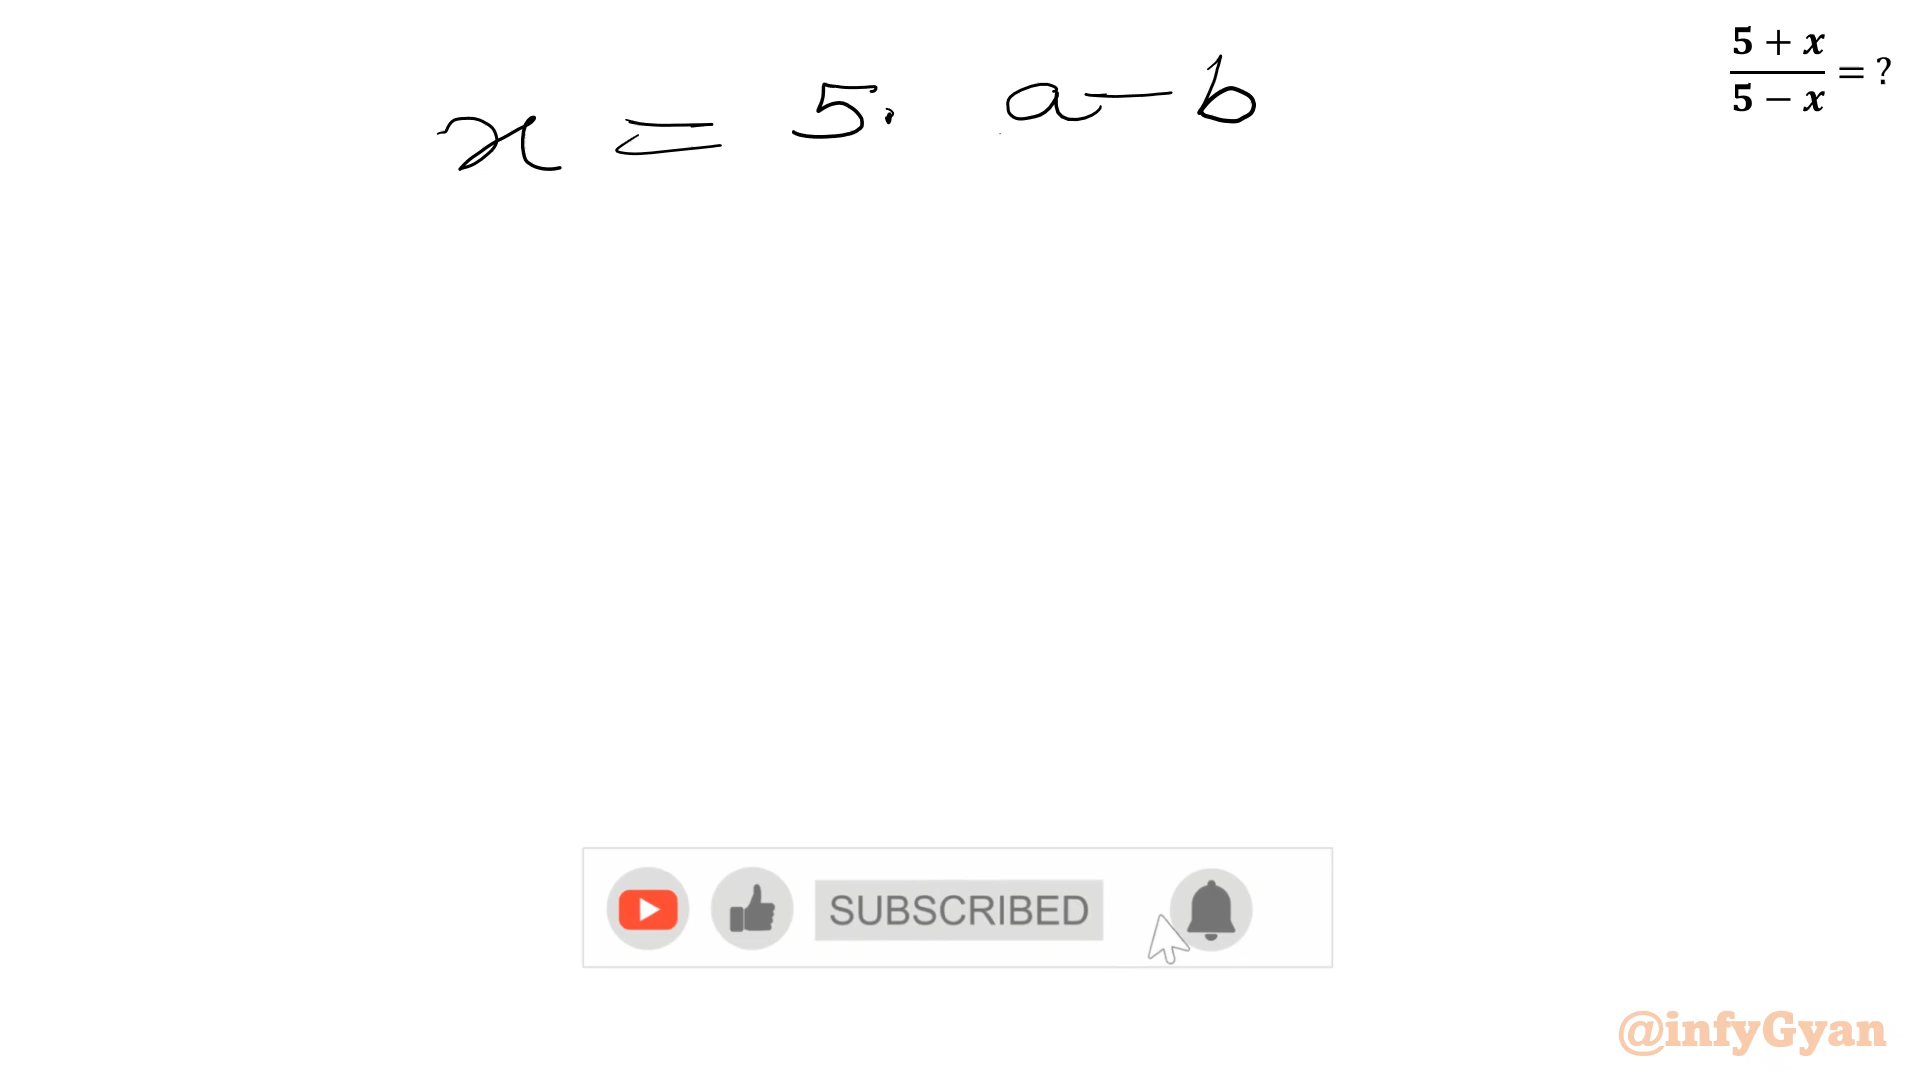 5 + x
5 − x
= ?
x = 5. a − b
SUBSCRIBED
@infyGyan